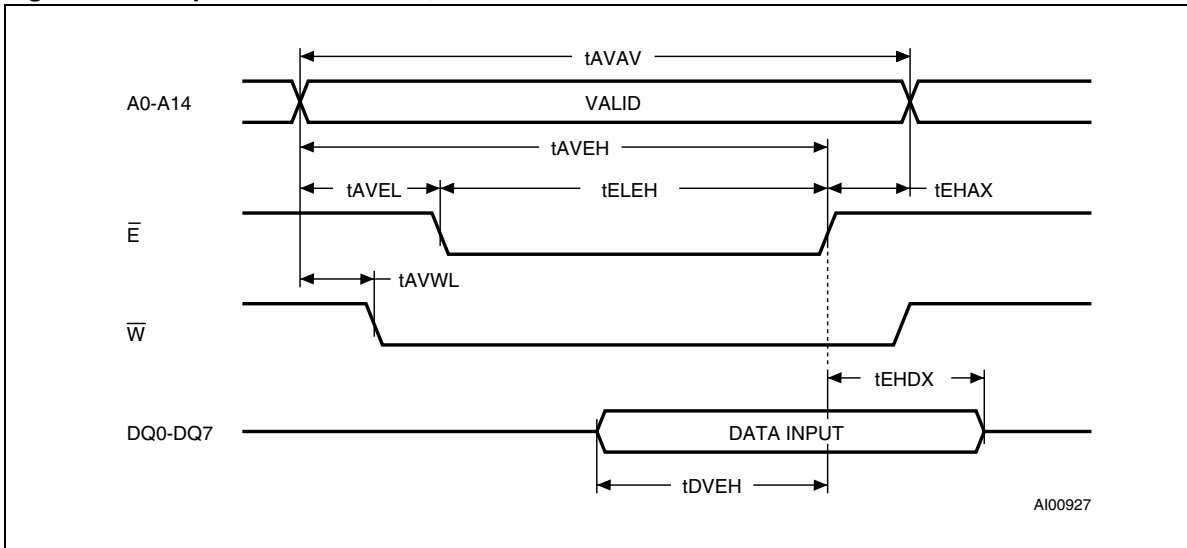 tAVAV
A0-A14
VALID
tAVEH
tAVEL
tELEH
tEHAX
E̅
tAVWL
W̅
tEHDX
DQ0-DQ7
DATA INPUT
tDVEH
AI00927